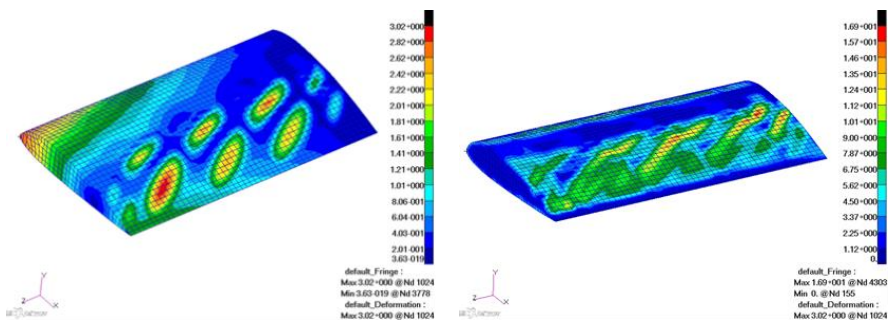 3.02+000
2.82+000
2.62+000
2.42+000
2.22+000
2.01+000
1.81+000
1.61+000
1.41+000
1.21+000
1.01+000
8.06-001
6.04-001
4.03-001
2.01-001
3.63-019
default_Fringe :
Max 3.02+000 @Nd 1024
Min 3.63-019 @Nd 3778
default_Deformation :
Max 3.02+000 @Nd 1024
Y
Z
X
1.69+001
1.57+001
1.46+001
1.35+001
1.24+001
1.12+001
1.01+001
9.00+000
7.87+000
6.75+000
5.62+000
4.50+000
3.37+000
2.25+000
1.12+000
0.
default_Fringe :
Max 1.69+001 @Nd 4303
Min 0. @Nd 155
default_Deformation :
Max 3.02+000 @Nd 1024
Y
Z
X